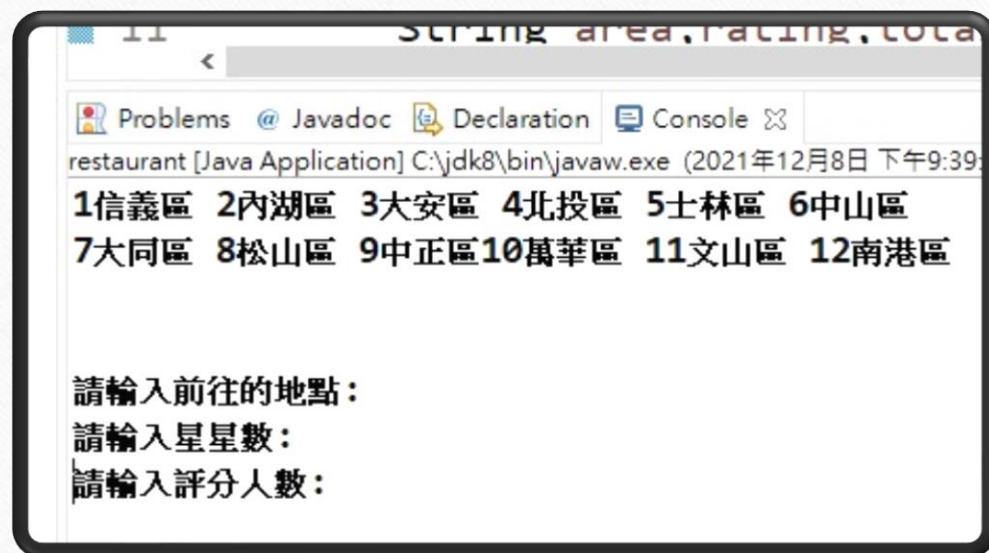 11 String area,rating,tota
Problems @ Javadoc Declaration Console
restaurant [Java Application] C:\jdk8\bin\javaw.exe (2021年12月8日 下午9:39:
1信義區 2內湖區 3大安區 4北投區 5士林區 6中山區
7大同區 8松山區 9中正區10萬華區 11文山區 12南港區
請輸入前往的地點:
請輸入星星數:
請輸入評分人數: